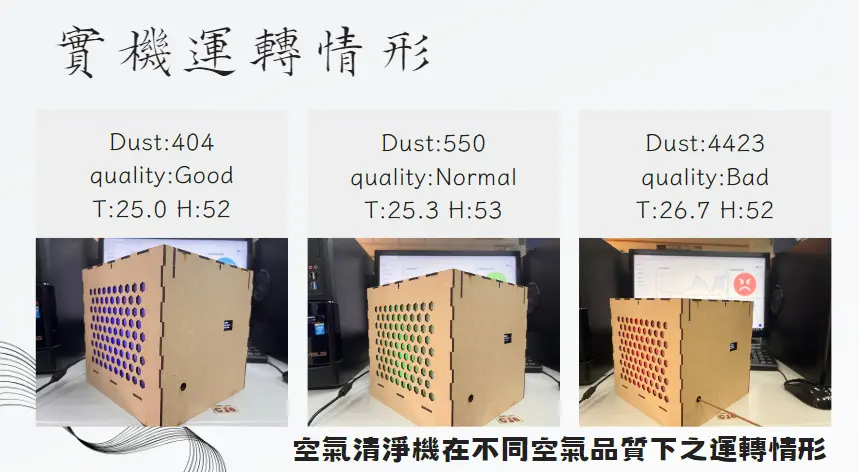 實機運轉情形
Dust:404
quality:Good
T:25.0 H:52
Dust:550
quality:Normal
T:25.3 H:53
Dust:4423
quality:Bad
T:26.7 H:52
空氣清淨機在不同空氣品質下之運轉情形